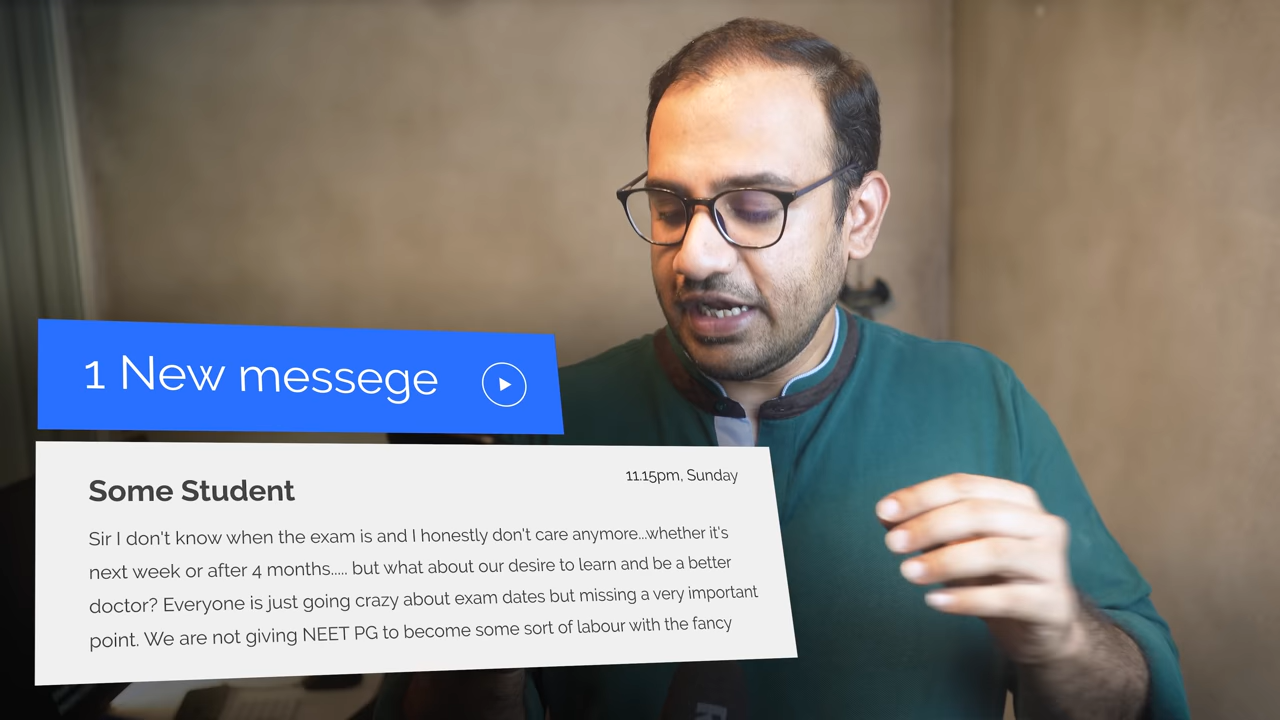 1 New messege
11.15pm, Sunday
Some Student
Sir I don't know when the exam is and I honestly don't care anymore...whether it's
next week or after 4 months..... but what about our desire to learn and be a better
doctor? Everyone is just going crazy about exam dates but missing a very important
point. We are not giving NEET PG to become some sort of labour with the fancy